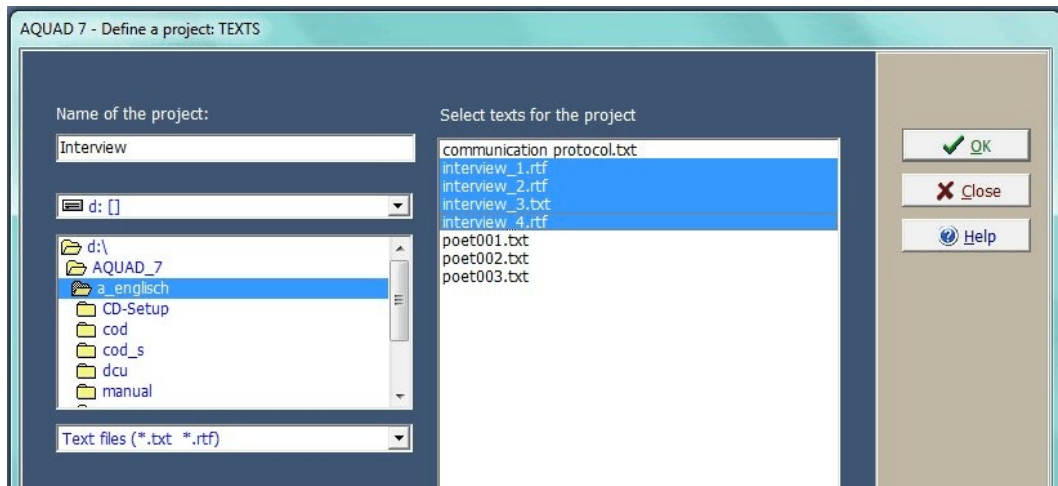 AQUAD 7 - Define a project: TEXTS
Name of the project:
Interview
d: []
d:\
AQUAD_7
a_englisch
CD-Setup
cod
cod_s
dcu
manual
Text files (*.txt *.rtf)
Select texts for the project
communication protocol.txt
interview_1.rtf
interview_2.rtf
interview_3.txt
interview_4.rtf
poet001.txt
poet002.txt
poet003.txt
OK
Close
Help